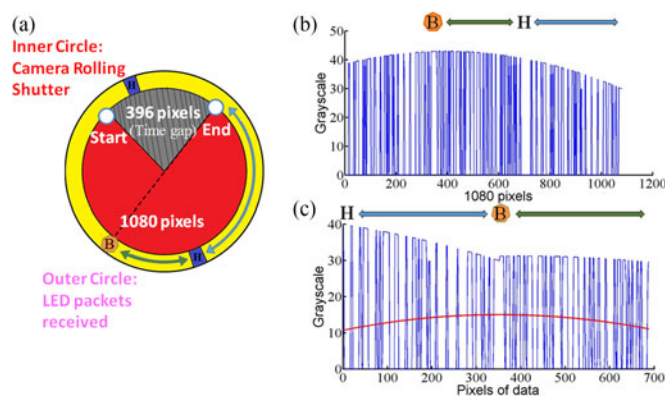 (a)
Inner Circle:
Camera Rolling
Shutter
H
396 pixels
(Time gap)
Start
End
1080 pixels
B
H
Outer Circle:
LED packets
received
(b)
B
H
50
40
30
20
10
0
Grayscale
0
200
400
600
800
1000
1200
1080 pixels
(c)
H
B
40
30
20
10
0
Grayscale
0
100
200
300
400
500
600
700
Pixels of data